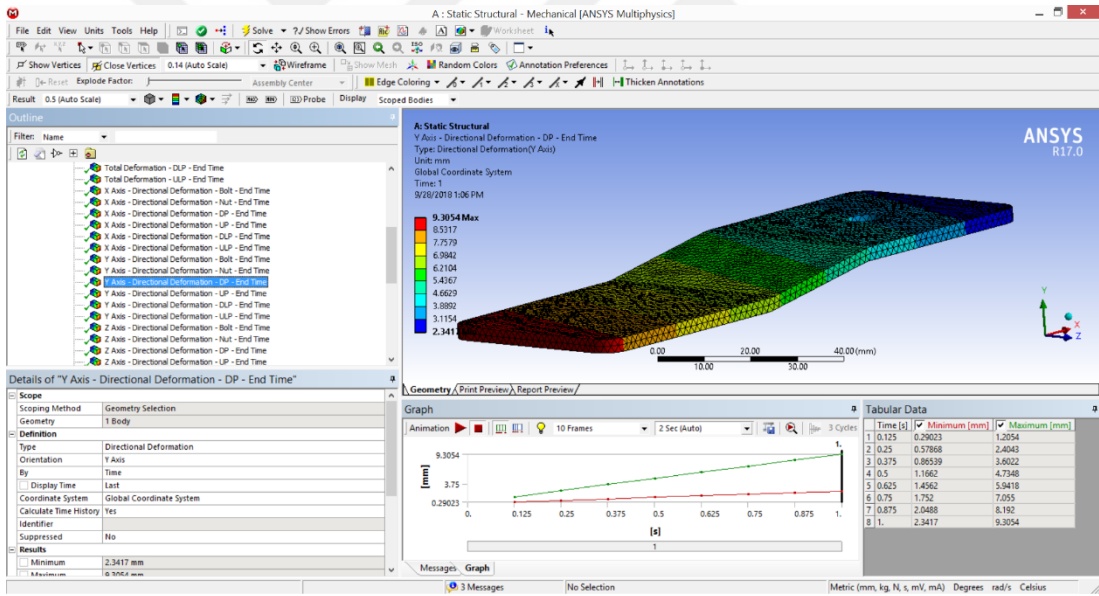 A : Static Structural - Mechanical [ANSYS Multiphysics]
File Edit View Units Tools Help Solve ?/ Show Errors Worksheet
Show Vertices Close Vertices 0.14 (Auto Scale) Wireframe Show Mesh Random Colors Annotation Preferences
Reset Explode Factor: Assembly Center Edge Coloring Thicken Annotations
Result 0.5 (Auto Scale) Probe Display Scoped Bodies
Outline
Filter: Name
Total Deformation - DLP - End Time
Total Deformation - ULP - End Time
X Axis - Directional Deformation - Bolt - End Time
X Axis - Directional Deformation - Nut - End Time
X Axis - Directional Deformation - DP - End Time
X Axis - Directional Deformation - UP - End Time
X Axis - Directional Deformation - DLP - End Time
X Axis - Directional Deformation - ULP - End Time
Y Axis - Directional Deformation - Bolt - End Time
Y Axis - Directional Deformation - Nut - End Time
Y Axis - Directional Deformation - DP - End Time
Y Axis - Directional Deformation - UP - End Time
Y Axis - Directional Deformation - DLP - End Time
Y Axis - Directional Deformation - ULP - End Time
Z Axis - Directional Deformation - Bolt - End Time
Z Axis - Directional Deformation - Nut - End Time
Z Axis - Directional Deformation - DP - End Time
Z Axis - Directional Deformation - UP - End Time
Details of "Y Axis - Directional Deformation - DP - End Time"
Scope
Scoping Method Geometry Selection
Geometry 1 Body
Definition
Type Directional Deformation
Orientation Y Axis
By Time
Display Time Last
Coordinate System Global Coordinate System
Calculate Time History Yes
Identifier
Suppressed No
Results
Minimum 2.3417 mm
Maximum 9.3054 mm
A: Static Structural
Y Axis - Directional Deformation - DP - End Time
Type: Directional Deformation(Y Axis)
Unit: mm
Global Coordinate System
Time: 1
9/28/2018 1:06 PM
9.3054 Max
8.5317
7.7579
6.9842
6.2104
5.4367
4.6629
3.8892
3.1154
2.3417
ANSYS
R17.0
Y
X
Z
0.00 20.00 40.00 (mm)
10.00 30.00
Geometry Print Preview Report Preview
Graph
Animation 10 Frames 2 Sec (Auto) 3 Cycles
1.
9.3054
3.75
0.29023
[mm]
0. 0.125 0.25 0.375 0.5 0.625 0.75 0.875 1.
[s]
1
Messages Graph
Tabular Data
Time [s] Minimum [mm] Maximum [mm]
1 0.125 0.29023 1.2054
2 0.25 0.57868 2.4043
3 0.375 0.86539 3.6022
4 0.5 1.1662 4.7348
5 0.625 1.4562 5.9418
6 0.75 1.752 7.055
7 0.875 2.0488 8.192
8 1. 2.3417 9.3054
3 Messages No Selection Metric (mm, kg, N, s, mV, mA) Degrees rad/s Celsius